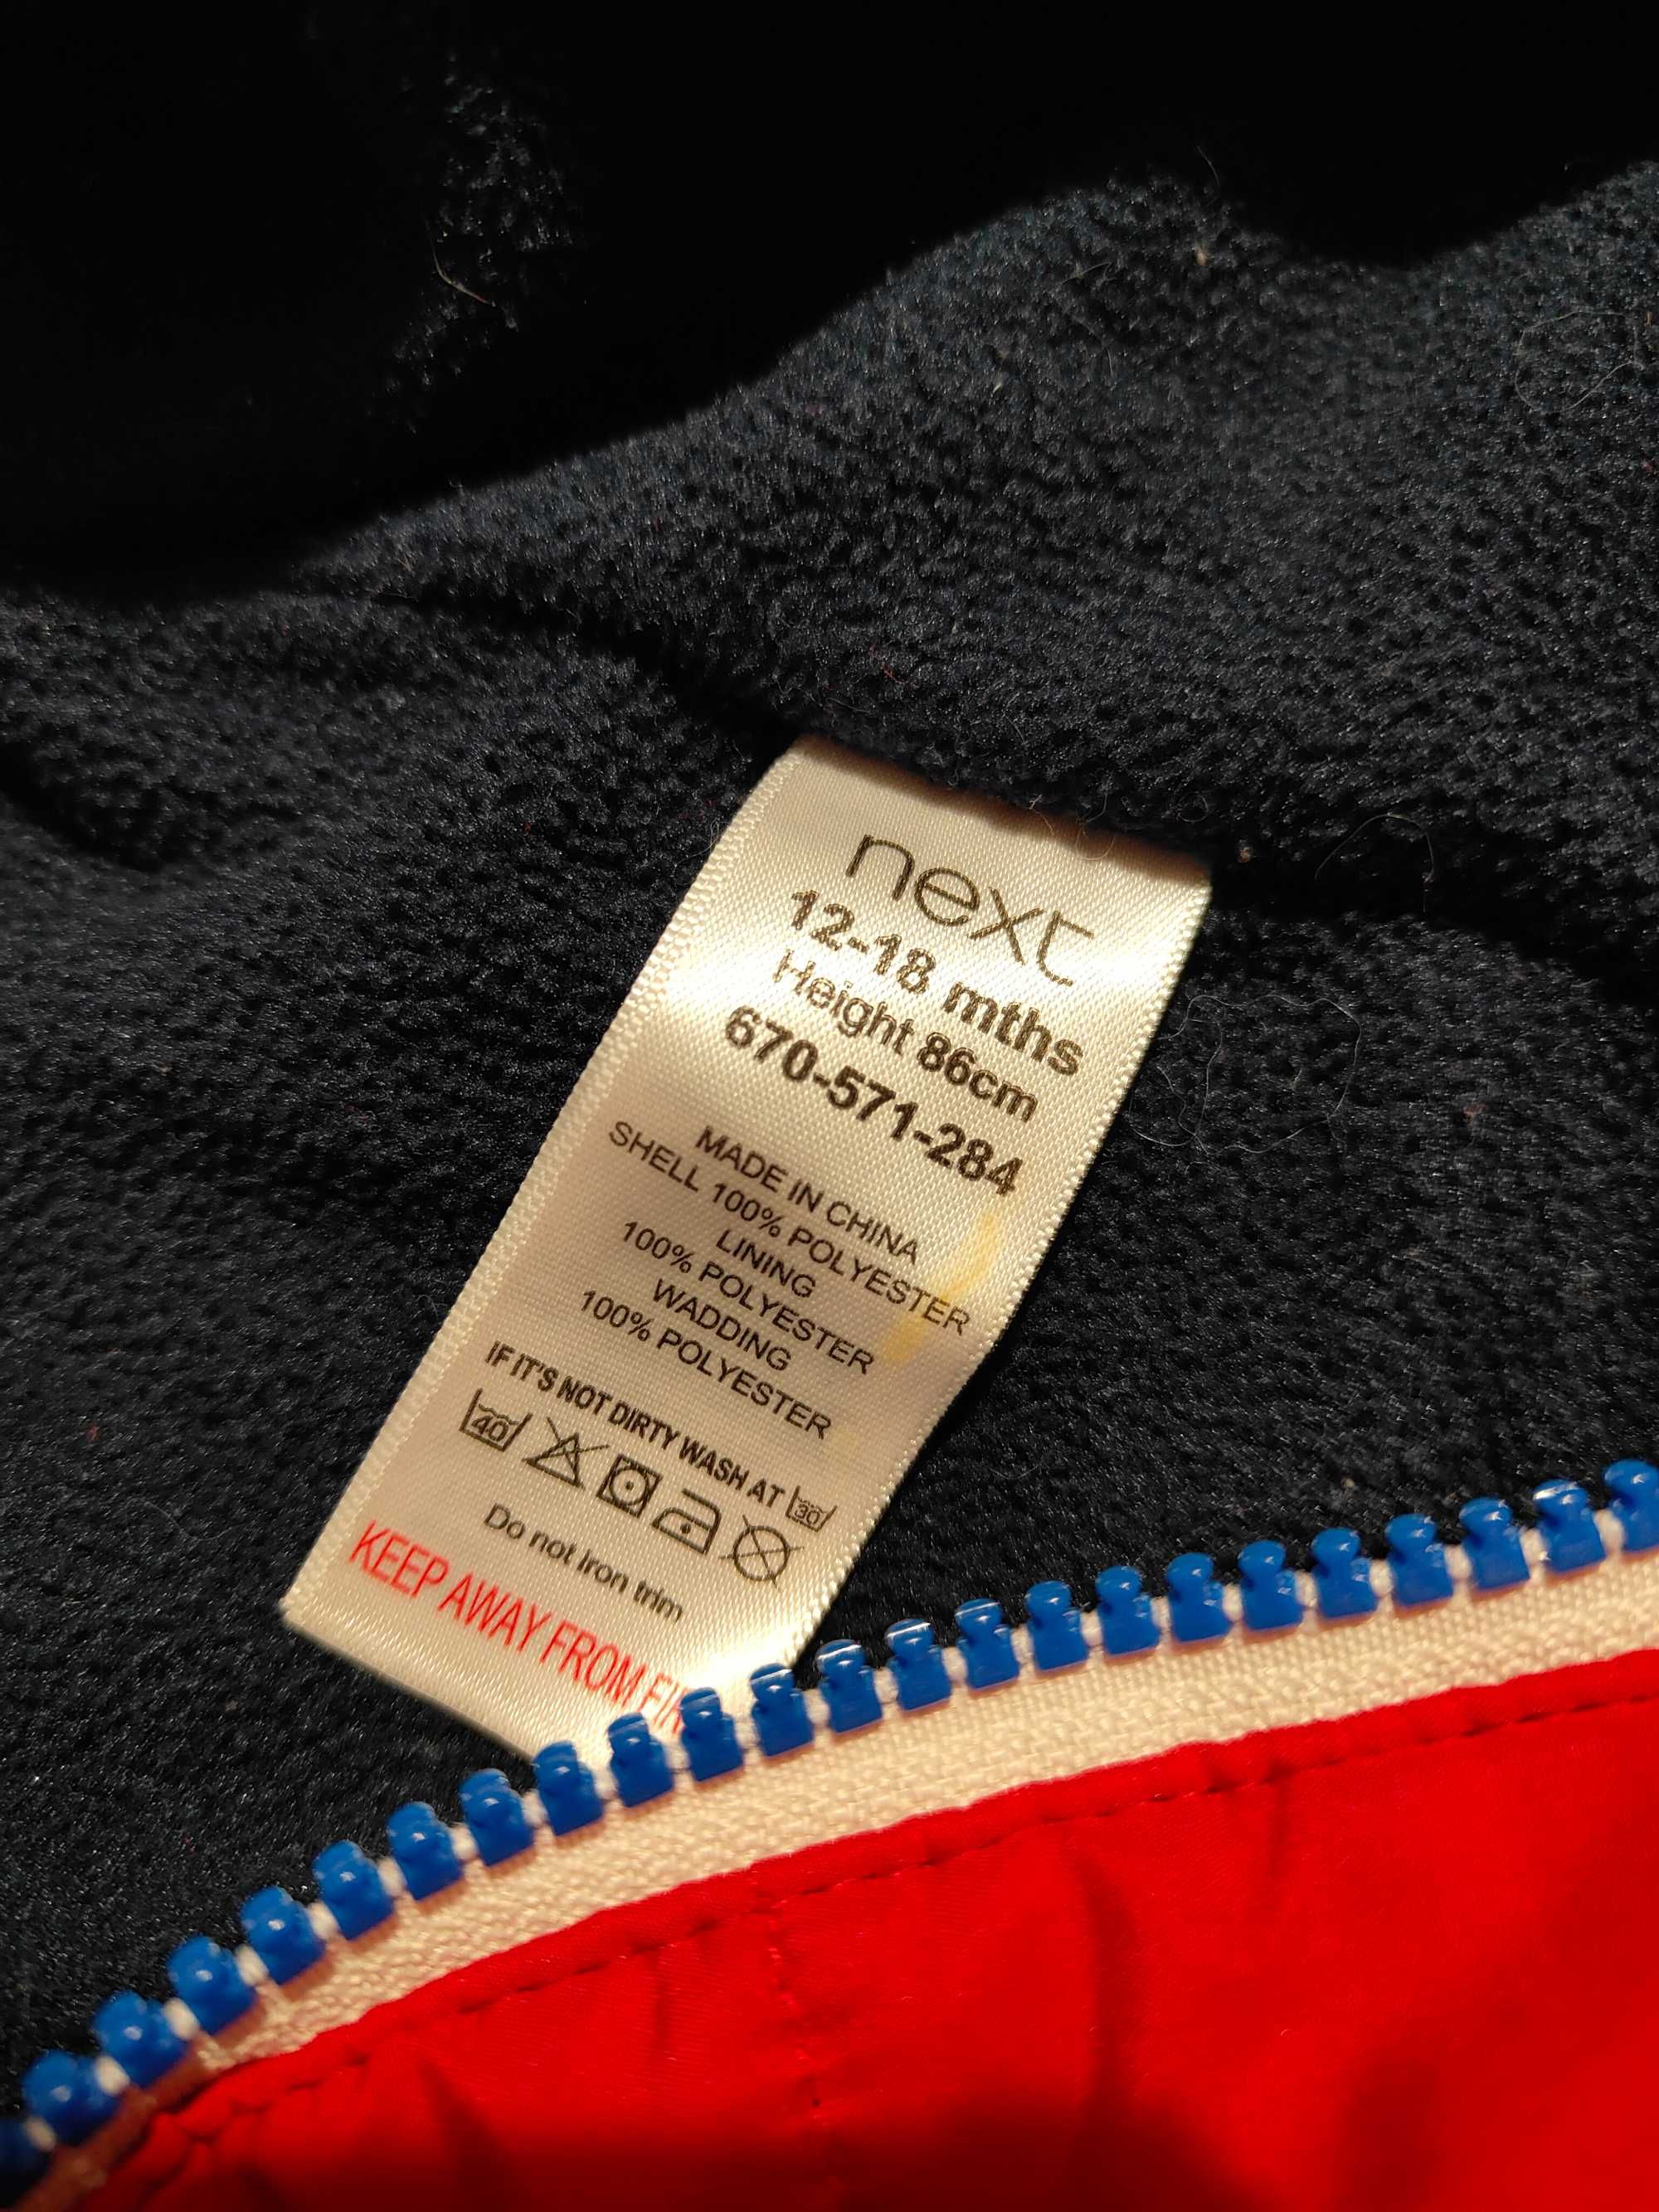 next
12-18 mths
Height 86cm
670-571-284
MADE IN CHINA
SHELL 100% POLYESTER
LINING
100% POLYESTER
WADDING
100% POLYESTER
IF IT'S NOT DIRTY WASH AT 30
40
Do not Iron trim
KEEP AWAY FROM FIR